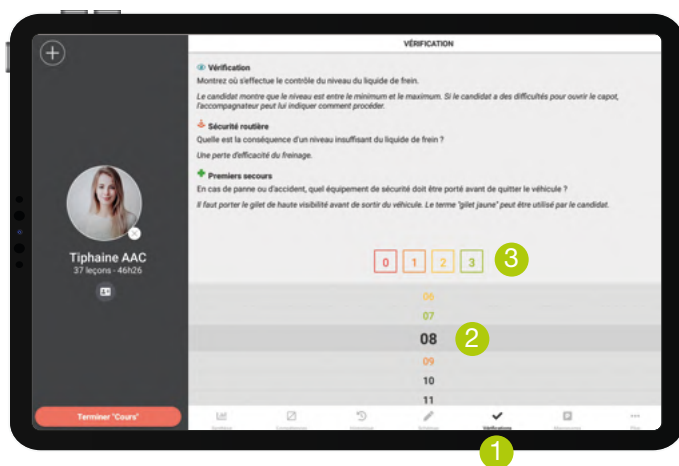 VÉRIFICATION
Vérification
Montrez où s'effectue le contrôle du niveau du liquide de frein.
Le candidat montre que le niveau est entre le minimum et le maximum. Si le candidat a des difficultés pour ouvrir le capot,
l'accompagnateur peut lui indiquer comment procéder.
Sécurité routière
Quelle est la conséquence d'un niveau insuffisant du liquide de frein ?
Une perte d'efficacité du freinage.
Premiers secours
En cas de panne ou d'accident, quel équipement de sécurité doit être porté avant de quitter le véhicule ?
Il faut porter le gilet de haute visibilité avant de sortir du véhicule. Le terme "gilet jaune" peut être utilisé par le candidat.
Tiphaine AAC
37 leçons - 46h26
0 1 2 3 3
06
07
08 2
09
10
11
Terminer "Cours"
Vérifications
1